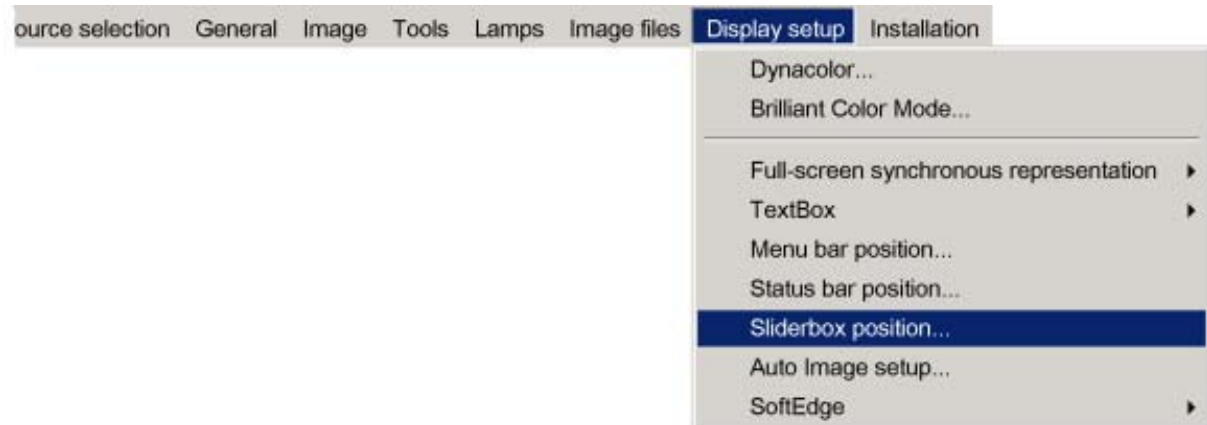 ource selection General Image Tools Lamps Image files Display setup Installation
Dynacolor...
Brilliant Color Mode...
Full-screen synchronous representation
TextBox
Menu bar position...
Status bar position...
Sliderbox position...
Auto Image setup...
SoftEdge